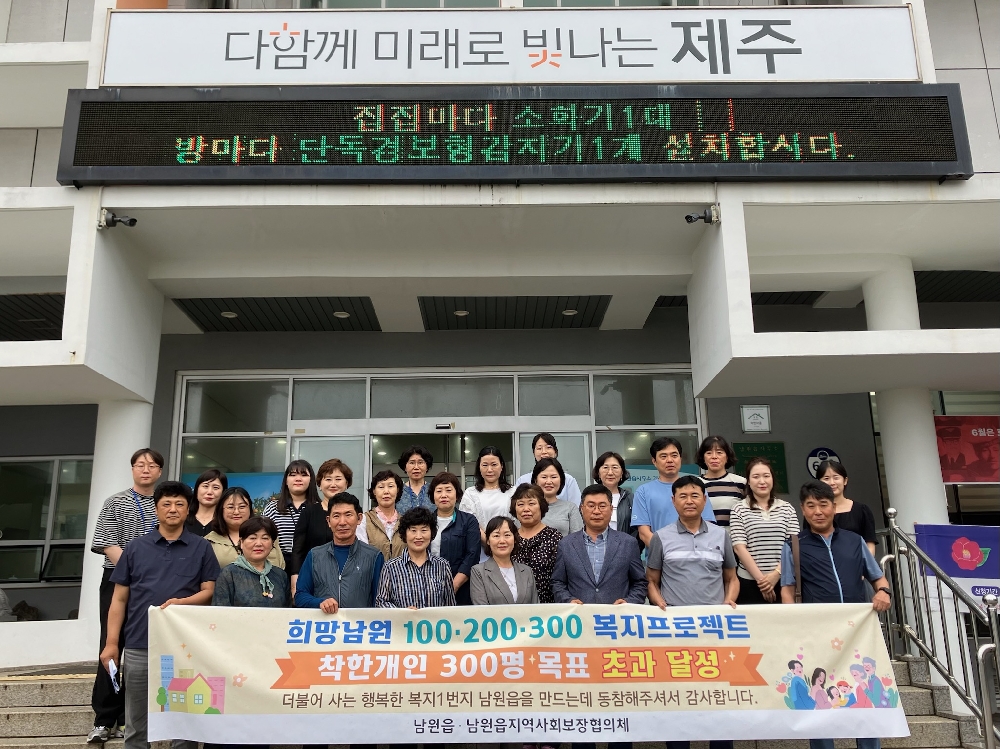 다함께 미래로 빛나는 제주
집집마다 소화기1대
방마다 단독경보형감지기1개 설치합시다.
6월은
희망남원 100·200·300 복지프로젝트
착한개인 300명 목표 초과 달성
더불어 사는 행복한 복지1번지 남원읍을 만드는데 동참해주셔서 감사합니다.
남원읍·남원읍지역사회보장협의체